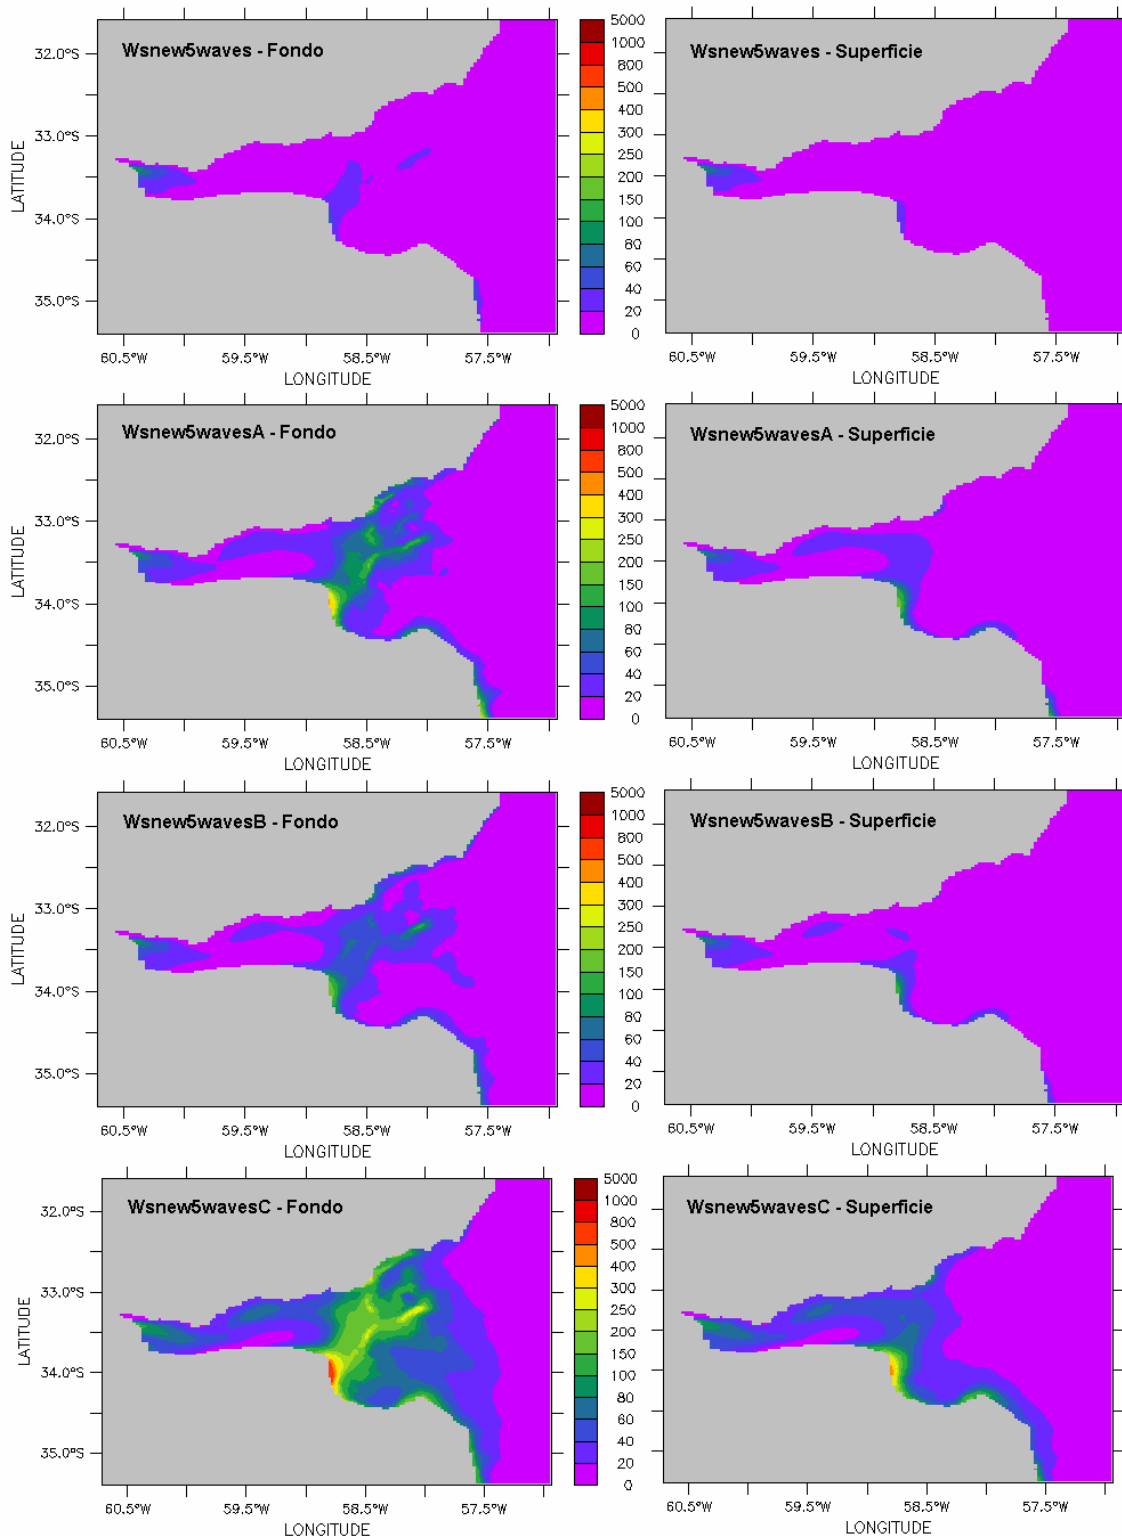 Wsnew5waves - Fondo
32.0°S
33.0°S
34.0°S
35.0°S
LATITUDE
60.5°W 59.5°W 58.5°W 57.5°W
LONGITUDE
5000
1000
800
500
400
300
250
200
150
100
80
60
40
20
0
Wsnew5waves - Superficie
60.5°W 59.5°W 58.5°W 57.5°W
LONGITUDE
Wsnew5wavesA - Fondo
32.0°S
33.0°S
34.0°S
35.0°S
LATITUDE
60.5°W 59.5°W 58.5°W 57.5°W
LONGITUDE
5000
1000
800
500
400
300
250
200
150
100
80
60
40
20
0
Wsnew5wavesA - Superficie
60.5°W 59.5°W 58.5°W 57.5°W
LONGITUDE
Wsnew5wavesB - Fondo
32.0°S
33.0°S
34.0°S
35.0°S
LATITUDE
60.5°W 59.5°W 58.5°W 57.5°W
LONGITUDE
5000
1000
800
500
400
300
250
200
150
100
80
60
40
20
0
Wsnew5wavesB - Superficie
60.5°W 59.5°W 58.5°W 57.5°W
LONGITUDE
Wsnew5wavesC - Fondo
32.0°S
33.0°S
34.0°S
35.0°S
LATITUDE
60.5°W 59.5°W 58.5°W 57.5°W
LONGITUDE
5000
1000
800
500
400
300
250
200
150
100
80
60
40
20
0
Wsnew5wavesC - Superficie
60.5°W 59.5°W 58.5°W 57.5°W
LONGITUDE